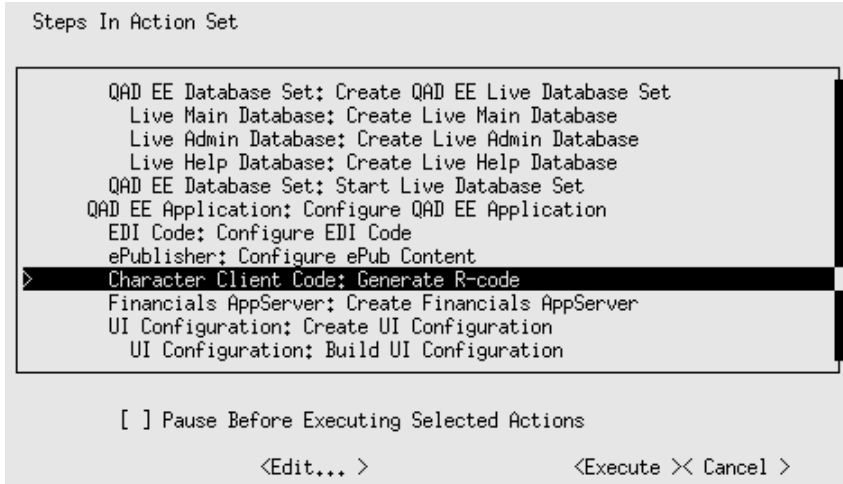 Steps In Action Set
QAD EE Database Set: Create QAD EE Live Database Set
Live Main Database: Create Live Main Database
Live Admin Database: Create Live Admin Database
Live Help Database: Create Live Help Database
QAD EE Database Set: Start Live Database Set
QAD EE Application: Configure QAD EE Application
EDI Code: Configure EDI Code
ePublisher: Configure ePub Content
> Character Client Code: Generate R-code
Financials AppServer: Create Financials AppServer
UI Configuration: Create UI Configuration
UI Configuration: Build UI Configuration
[ ] Pause Before Executing Selected Actions
<Edit... > <Execute >< Cancel >